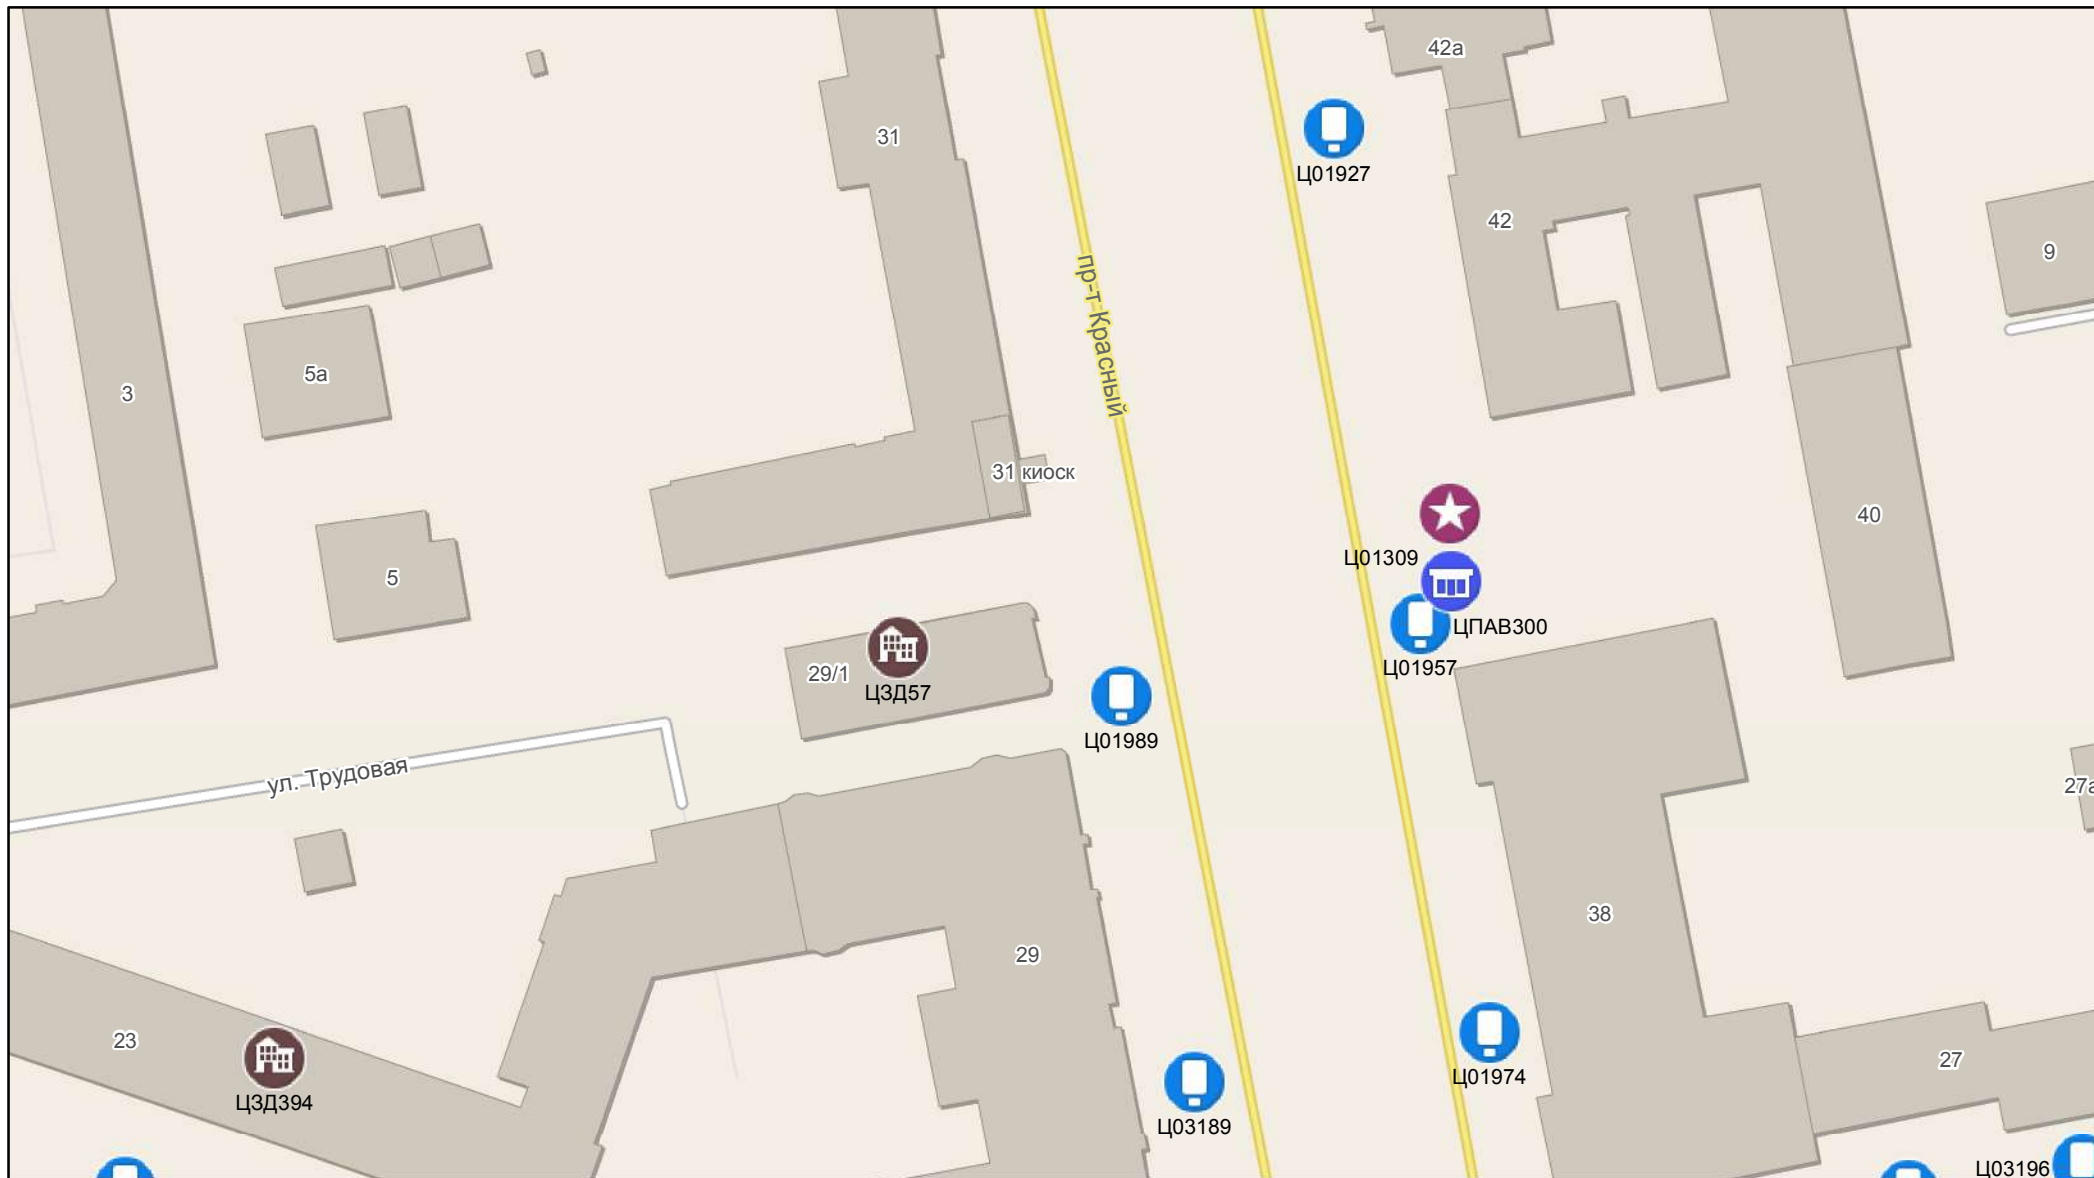 42а
31
Ц01927
42
9
пр-т Красный
5а
3
31 киоск
40
Ц01309
5
ЦПАВ300
Ц01957
29/1
ЦЗД57
Ц01989
ул. Трудовая
27а
38
29
23
27
Ц01974
ЦЗД394
Ц03189
Ц03196